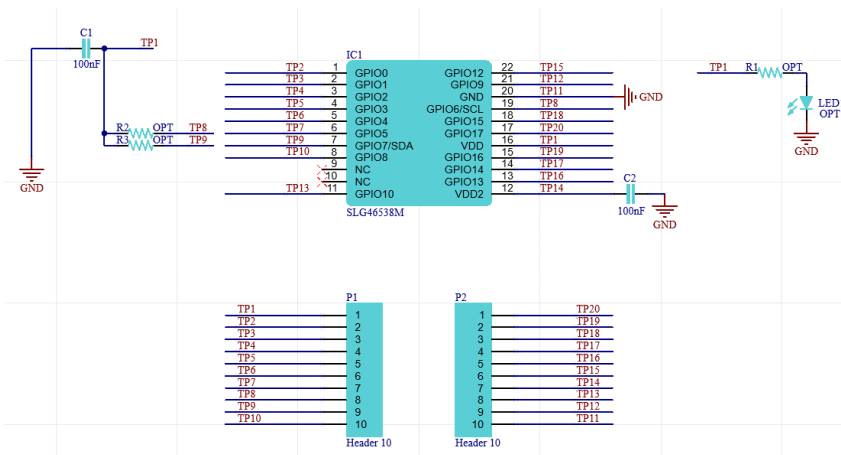 C1
TP1
100nF
R2 OPT TP8
R3 OPT TP9
GND
IC1
TP2 1 GPIO0 GPIO12 22 TP15
TP3 2 GPIO1 GPIO9 21 TP12
TP4 3 GPIO2 GND 20 TP11 GND
TP5 4 GPIO3 GPIO6/SCL 19 TP8
TP6 5 GPIO4 GPIO15 18 TP18
TP7 6 GPIO5 GPIO17 17 TP20
TP9 7 GPIO7/SDA VDD 16 TP1
TP10 8 GPIO8 GPIO16 15 TP19
9 NC GPIO14 14 TP17
10 NC GPIO13 13 TP16
TP13 11 GPIO10 VDD2 12 TP14
SLG46538M
C2
100nF
GND
TP1 R1 OPT
LED
OPT
GND
P1
TP1 1
TP2 2
TP3 3
TP4 4
TP5 5
TP6 6
TP7 7
TP8 8
TP9 9
TP10 10
Header 10
P2
1 TP20
2 TP19
3 TP18
4 TP17
5 TP16
6 TP15
7 TP14
8 TP13
9 TP12
10 TP11
Header 10